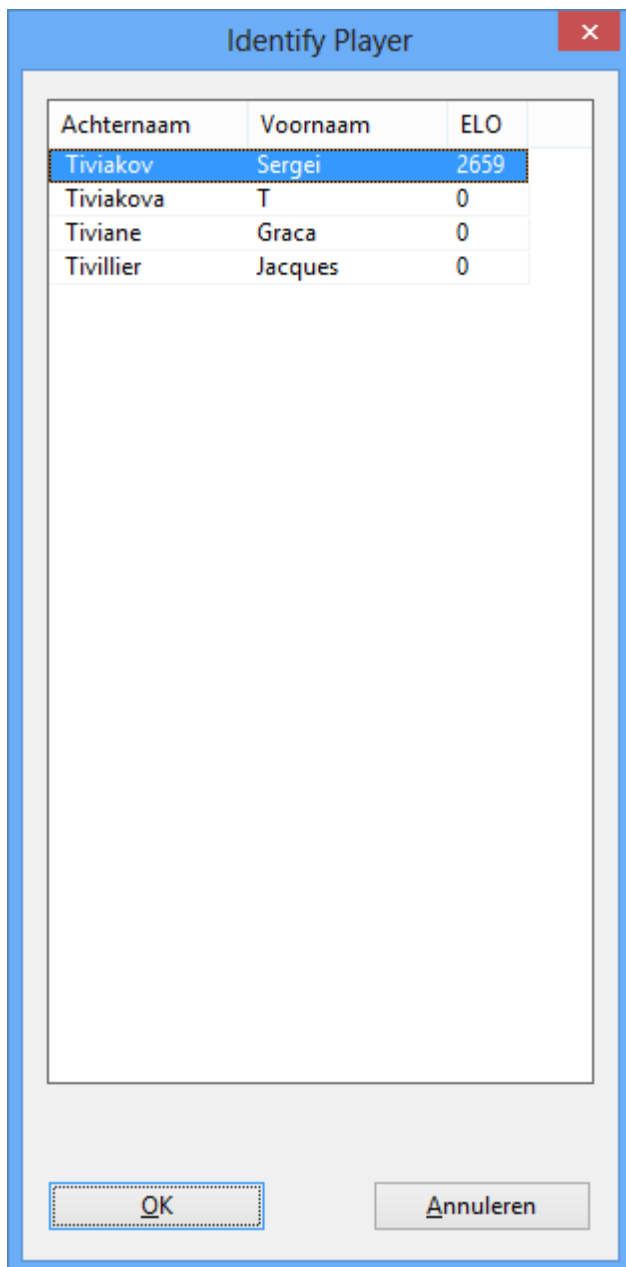 Identify Player
Achternaam Voornaam ELO
Tiviakov Sergei 2659
Tiviakova T 0
Tiviane Graca 0
Tivillier Jacques 0
OK Annuleren